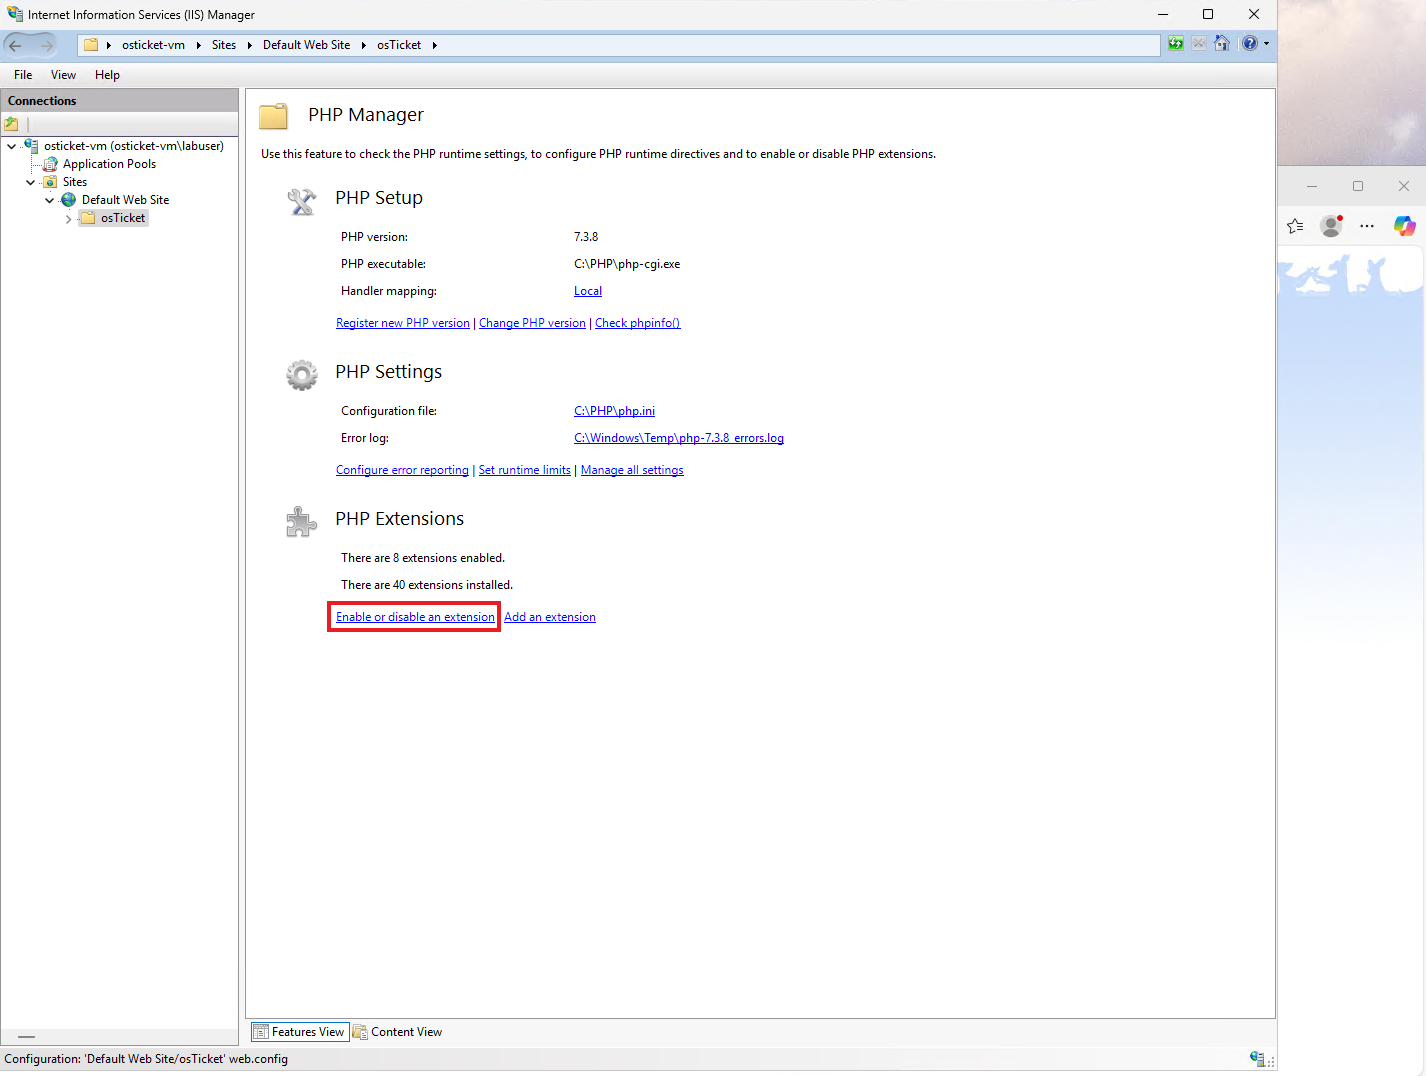 Internet Information Services (IIS) Manager
osticket-vm Sites Default Web Site osTicket
File View Help
Connections
osticket-vm (osticket-vm\labuser)
Application Pools
Sites
Default Web Site
osTicket
PHP Manager
Use this feature to check the PHP runtime settings, to configure PHP runtime directives and to enable or disable PHP extensions.
PHP Setup
PHP version: 7.3.8
PHP executable: C:\PHP\php-cgi.exe
Handler mapping: Local
Register new PHP version | Change PHP version | Check phpinfo()
PHP Settings
Configuration file: C:\PHP\php.ini
Error log: C:\Windows\Temp\php-7.3.8_errors.log
Configure error reporting | Set runtime limits | Manage all settings
PHP Extensions
There are 8 extensions enabled.
There are 40 extensions installed.
Enable or disable an extension Add an extension
Features View Content View
Configuration: 'Default Web Site/osTicket' web.config